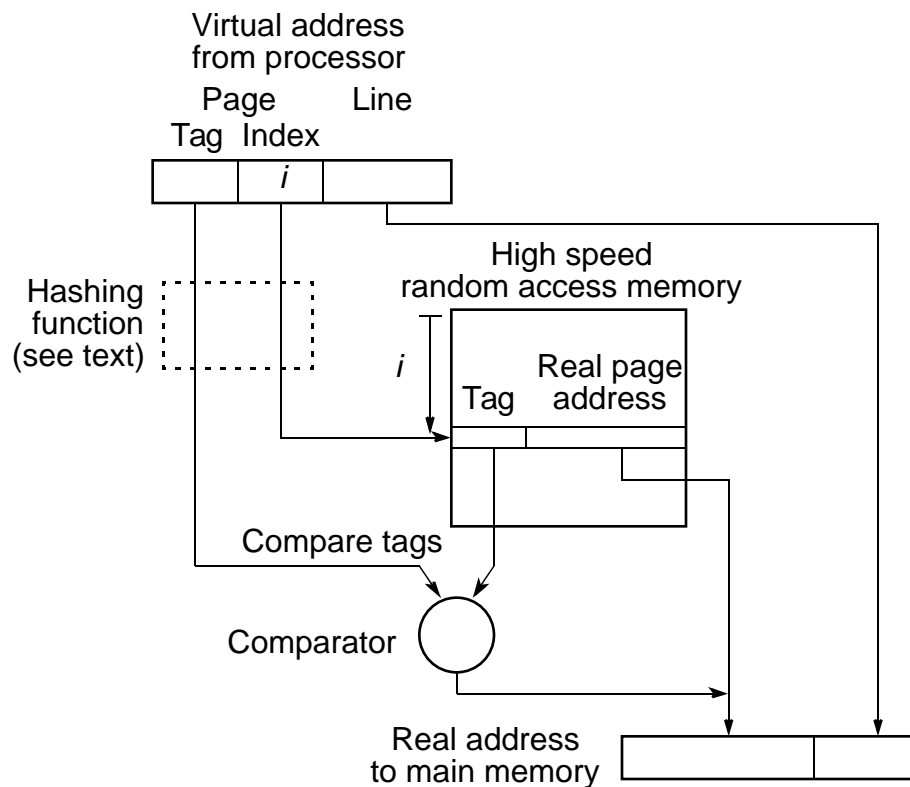 Virtual address
from processor
Page Line
Tag Index
i
High speed
random access memory
Hashing
function
(see text)
i
Real page
Tag address
Compare tags
Comparator
Real address
to main memory